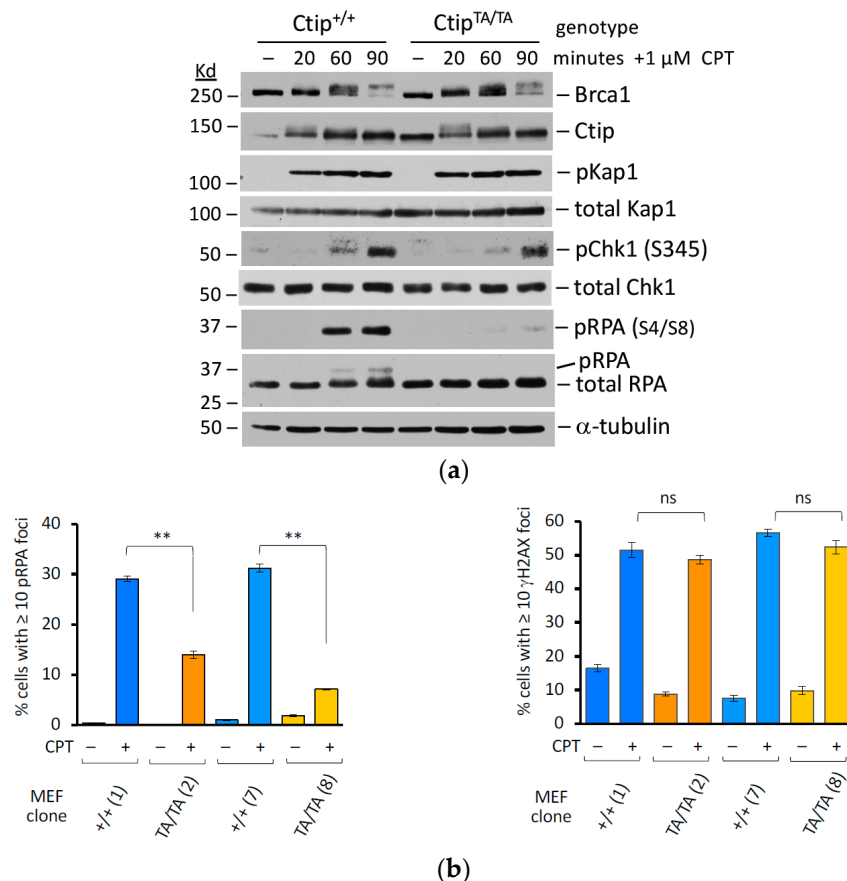 Ctip+/+ CtipTA/TA genotype
Kd – 20 60 90 – 20 60 90 minutes +1 μM CPT
250 – – Brca1
150 – – Ctip
100 – – pKap1
100 – – total Kap1
50 – – pChk1 (S345)
50 – – total Chk1
37 – – pRPA (S4/S8)
37 – pRPA
– total RPA
25 –
50 – – α-tubulin
(a)
% cells with ≥ 10 pRPA foci
40
30
20
10
0
** **
CPT – + – + – + – +
MEF clone
+/+ (1) TA/TA (2) +/+ (7) TA/TA (8)
% cells with ≥ 10 γH2AX foci
60
50
40
30
20
10
0
ns ns
CPT – + – + – + – +
MEF clone
+/+ (1) TA/TA (2) +/+ (7) TA/TA (8)
(b)